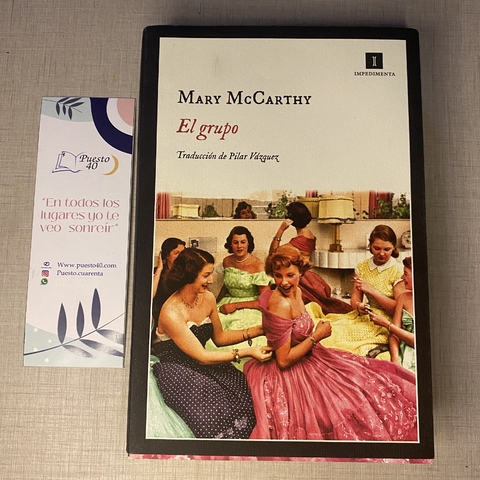 Puesto
40
"En todos los
lugares yo te
veo sonreír"
www.puesto40.com
Puesto.cuarenta
I
IMPEDIMENTA
MARY MCCARTHY
El grupo
Traducción de Pilar Vázquez